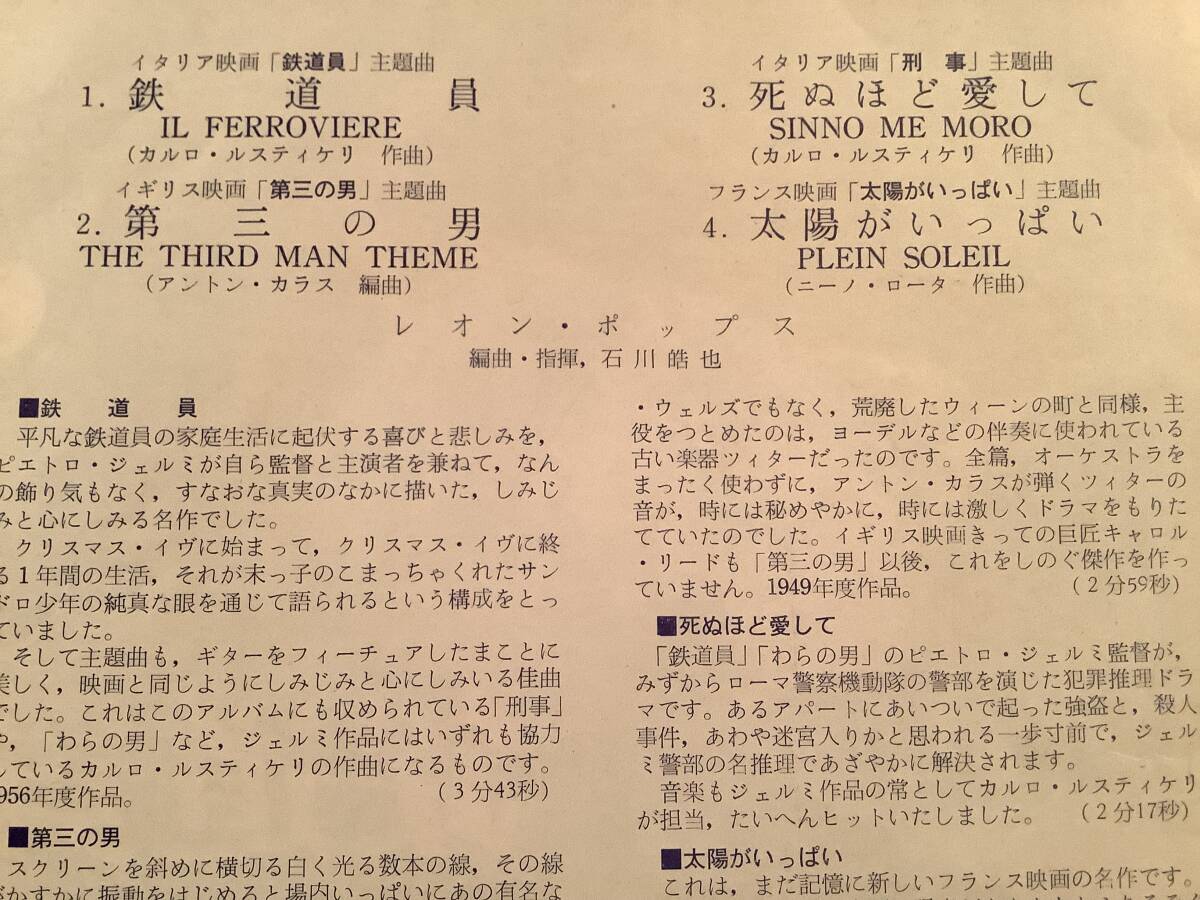 イタリア映画「鉄道員」主題曲
1. 鉄道員
IL FERROVIERE
(カルロ・ルスティケリ 作曲)
イギリス映画「第三の男」主題曲
2. 第三の男
THE THIRD MAN THEME
(アントン・カラス 編曲)
イタリア映画「刑 事」主題曲
3. 死ぬほど愛して
SINNO ME MORO
(カルロ・ルスティケリ 作曲)
フランス映画「太陽がいっぱい」主題曲
4. 太陽がいっぱい
PLEIN SOLEIL
(ニーノ・ロータ 作曲)
レオン・ポップス
編曲・指揮, 石川皓也
■鉄 道 員
平凡な鉄道員の家庭生活に起伏する喜びと悲しみを,
ピエトロ・ジェルミが自ら監督と主演者を兼ねて, なん
の飾り気もなく, すなおな真実のなかに描いた, しみじ
みと心にしみる名作でした。
クリスマス・イヴに始まって, クリスマス・イヴに終
る1年間の生活, それが末っ子のこまっちゃくれたサン
ドロ少年の純真な眼を通じて語られるという構成をとっ
ていました。
そして主題曲も, ギターをフィーチュアしたまことに
美しく, 映画と同じようにしみじみと心にしみいる佳曲
でした。これはこのアルバムにも収められている「刑事」
や, 「わらの男」など, ジェルミ作品にはいずれも協力
しているカルロ・ルスティケリの作曲になるものです。
1956年度作品。 (3分43秒)
■第三の男
スクリーンを斜めに横切る白く光る数本の線, その線
がかすかに振動をはじめると場内いっぱいにあの有名な
・ウェルズでもなく, 荒廃したウィーンの町と同様, 主
役をつとめたのは, ヨーデルなどの伴奏に使われている
古い楽器ツィターだったのです。全篇, オーケストラを
まったく使わずに, アントン・カラスが弾くツィターの
音が, 時には秘めやかに, 時には激しくドラマをもりた
てていたのでした。イギリス映画きっての巨匠キャロル
・リードも「第三の男」以後, これをしのぐ傑作を作っ
ていません。1949年度作品。 (2分59秒)
■死ぬほど愛して
「鉄道員」「わらの男」のピエトロ・ジェルミ監督が,
みずからローマ警察機動隊の警部を演じた犯罪推理ドラ
マです。あるアパートにあいついで起った強盗と, 殺人
事件, あわや迷宮入りかと思われる一歩寸前で, ジェル
ミ警部の名推理であざやかに解決されます。
音楽もジェルミ作品の常としてカルロ・ルスティケリ
が担当, たいへんヒットいたしました。 (2分17秒)
■太陽がいっぱい
これは, まだ記憶に新しいフランス映画の名作です。